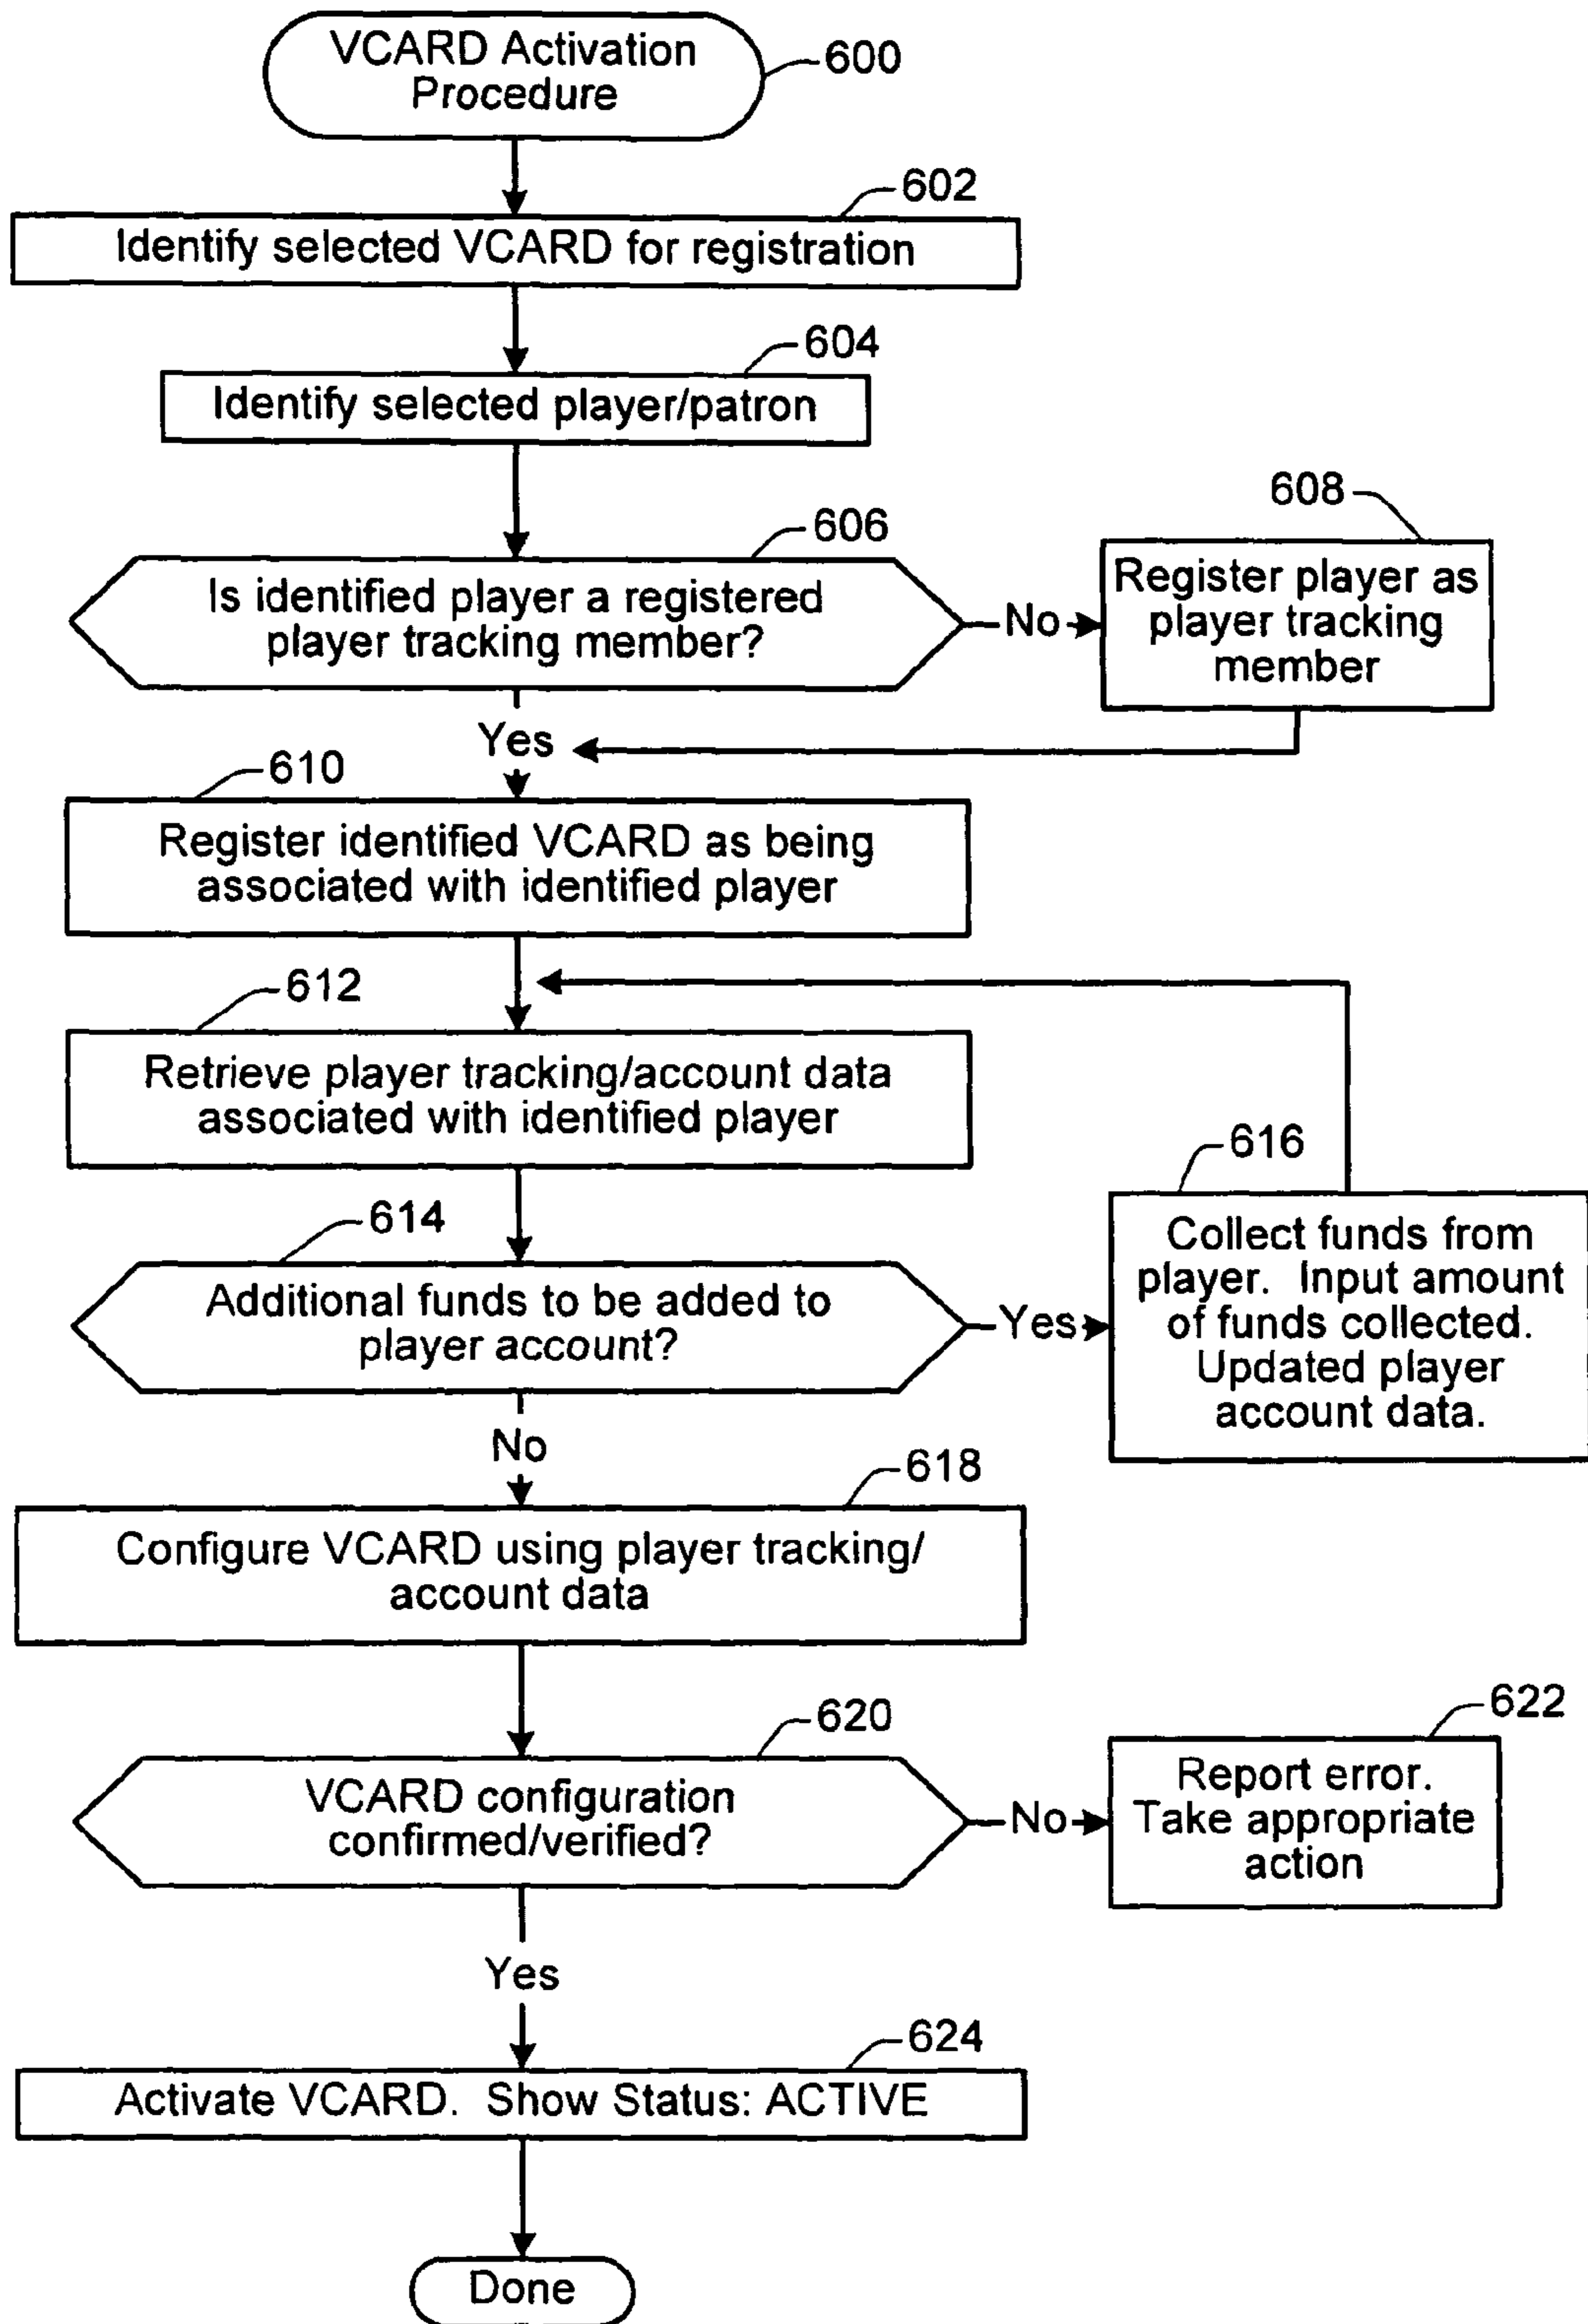 VCARD Activation
Procedure
600
602
Identify selected VCARD for registration
604
Identify selected player/patron
606
Is identified player a registered
player tracking member?
No
608
Register player as
player tracking
member
Yes
610
Register identified VCARD as being
associated with identified player
612
Retrieve player tracking/account data
associated with identified player
614
Additional funds to be added to
player account?
Yes
616
Collect funds from
player. Input amount
of funds collected.
Updated player
account data.
No
618
Configure VCARD using player tracking/
account data
620
VCARD configuration
confirmed/verified?
No
622
Report error.
Take appropriate
action
Yes
624
Activate VCARD. Show Status: ACTIVE
Done